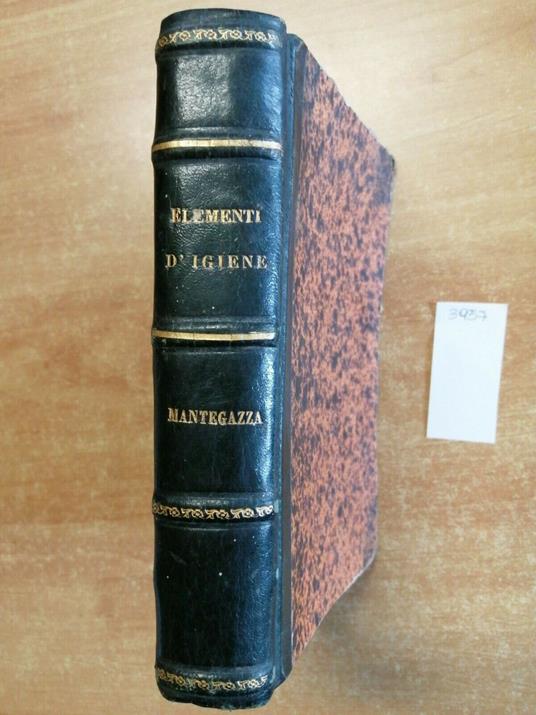 ELEMENTI
D' IGIENE
MANTEGAZZA
3937